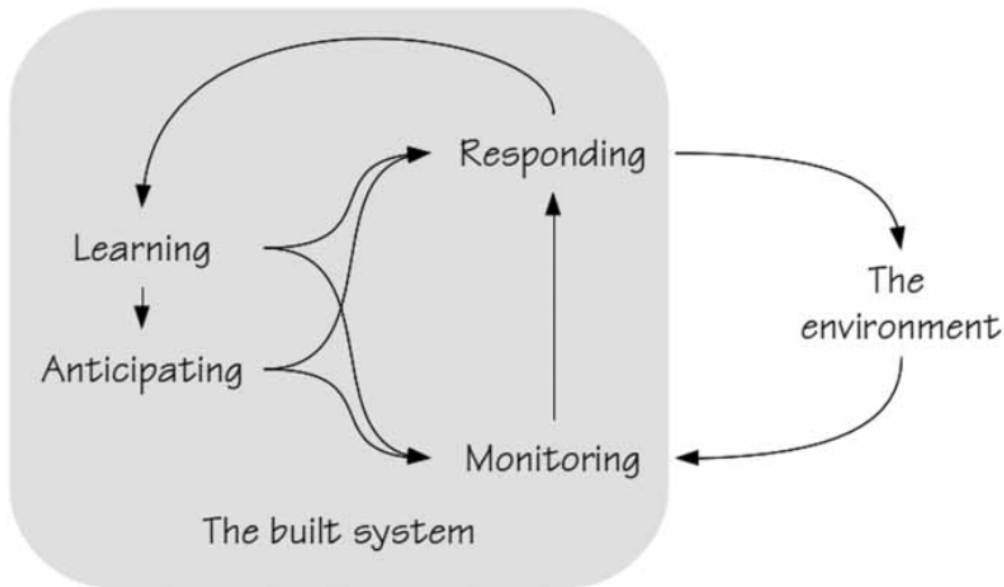 Responding
Learning
The
environment
Anticipating
Monitoring
The built system